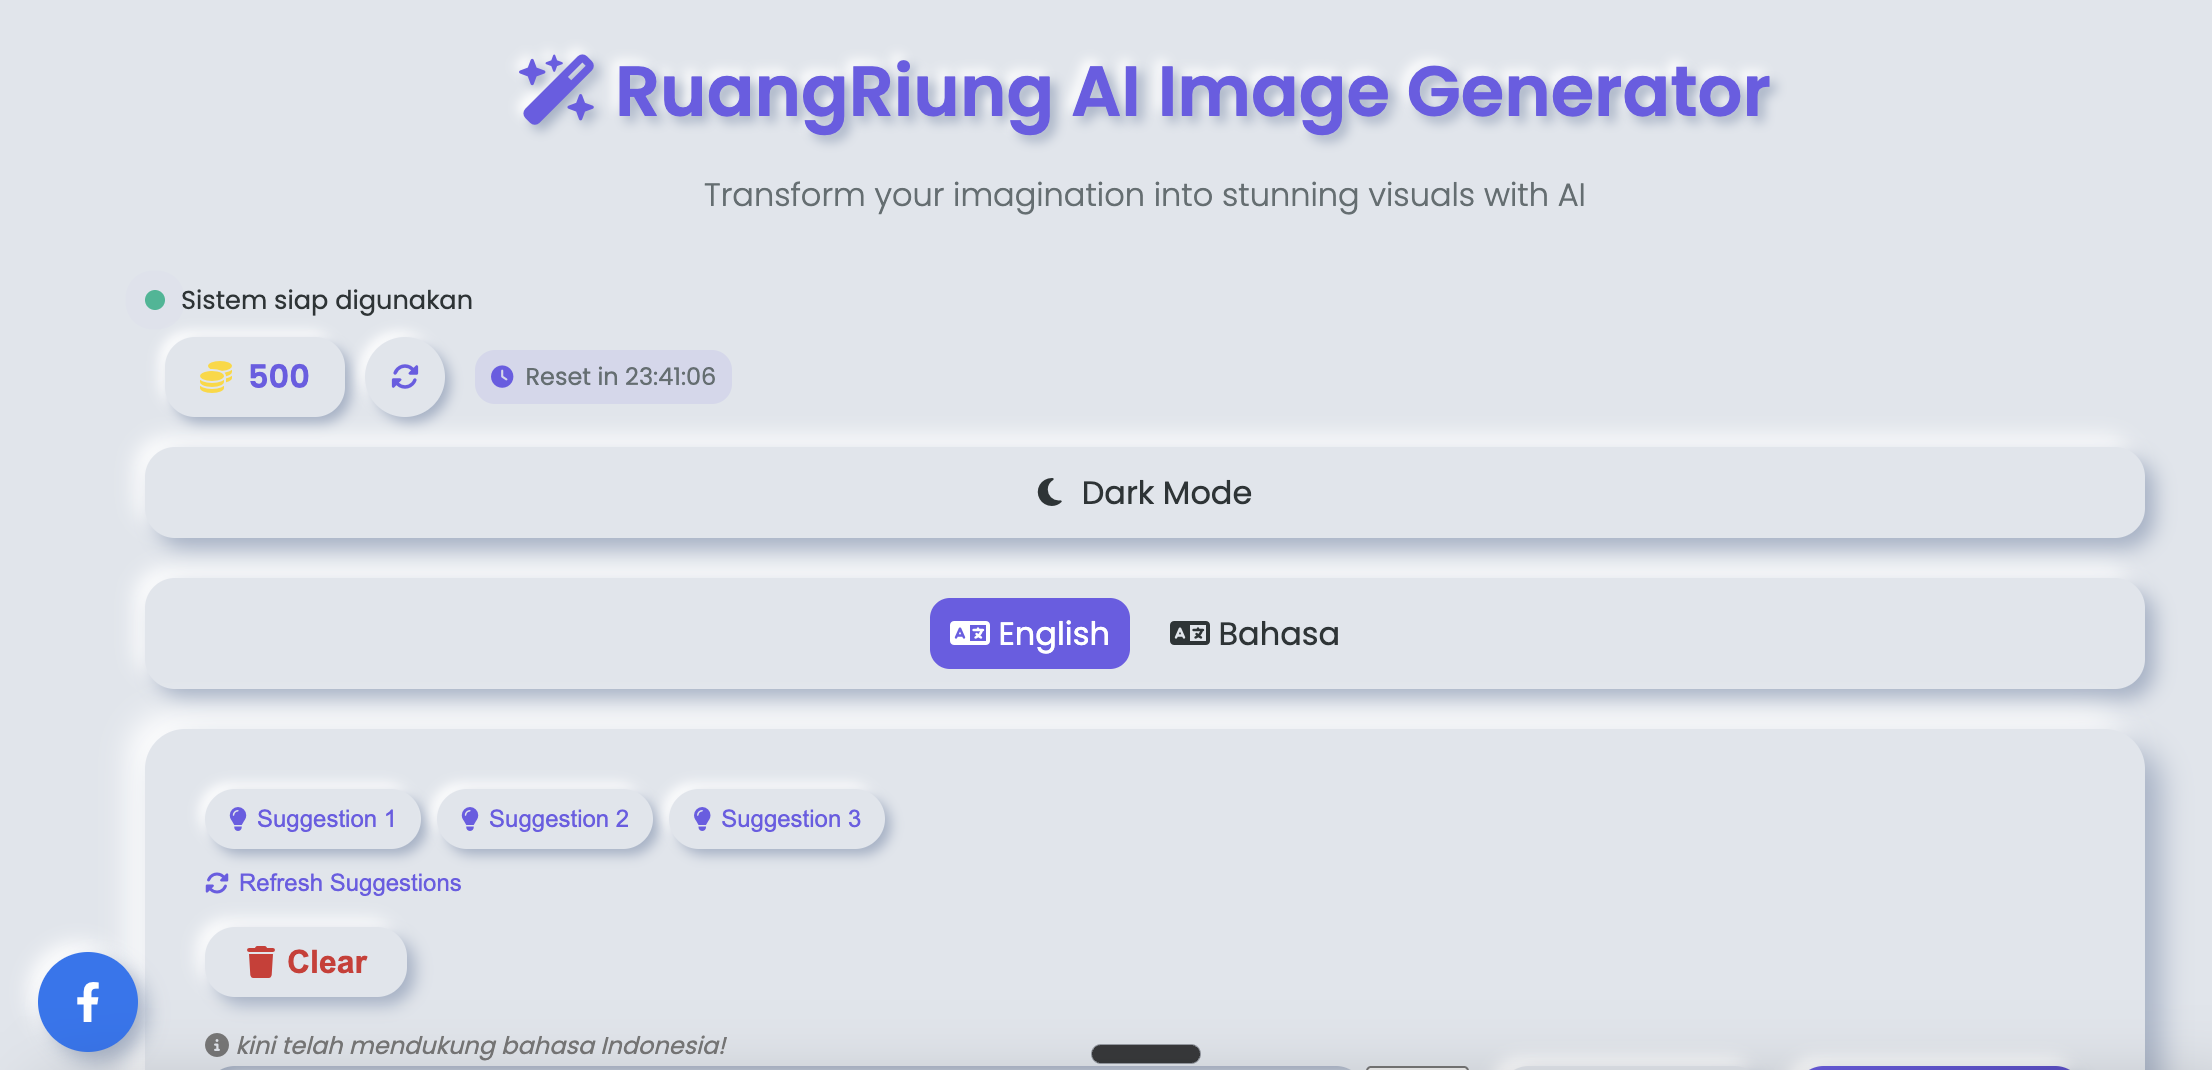 RuangRiung AI Image Generator
Transform your imagination into stunning visuals with AI
Sistem siap digunakan
500
Reset in 23:41:06
Dark Mode
English
Bahasa
Suggestion 1
Suggestion 2
Suggestion 3
Refresh Suggestions
Clear
kini telah mendukung bahasa Indonesia!